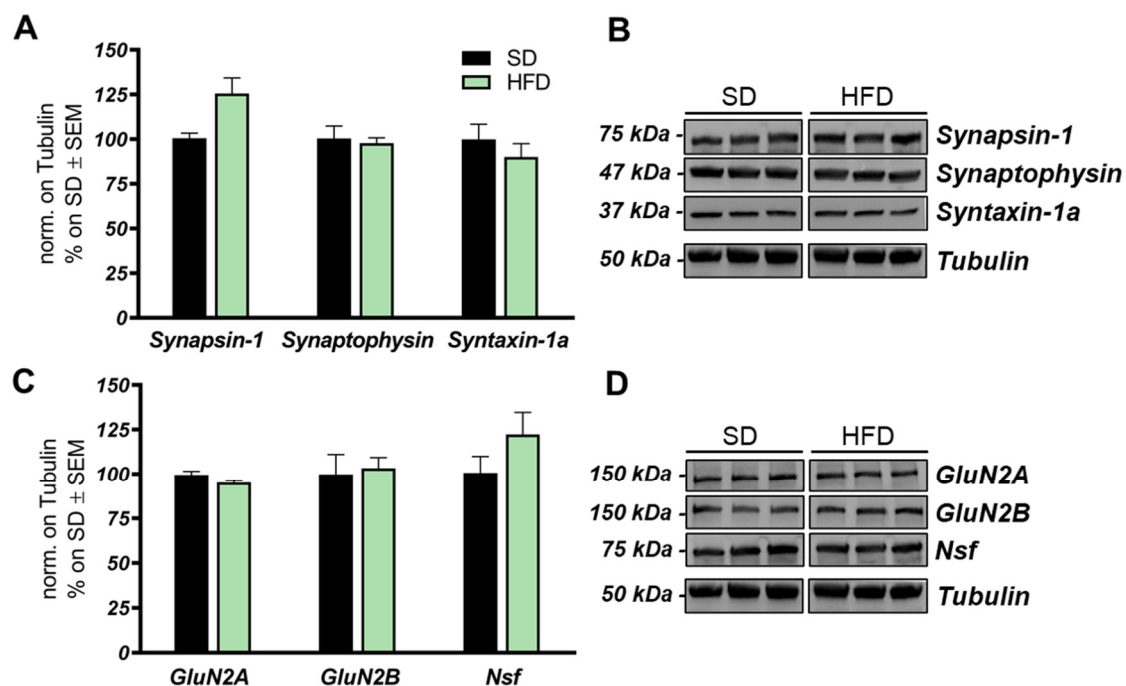 A
norm. on Tubulin
% on SD ± SEM
150
125
100
75
50
25
0
SD
HFD
Synapsin-1 Synaptophysin Syntaxin-1a
B
SD HFD
75 kDa - Synapsin-1
47 kDa - Synaptophysin
37 kDa - Syntaxin-1a
50 kDa - Tubulin
C
norm. on Tubulin
% on SD ± SEM
150
125
100
75
50
25
0
GluN2A GluN2B Nsf
D
SD HFD
150 kDa - GluN2A
150 kDa - GluN2B
75 kDa - Nsf
50 kDa - Tubulin